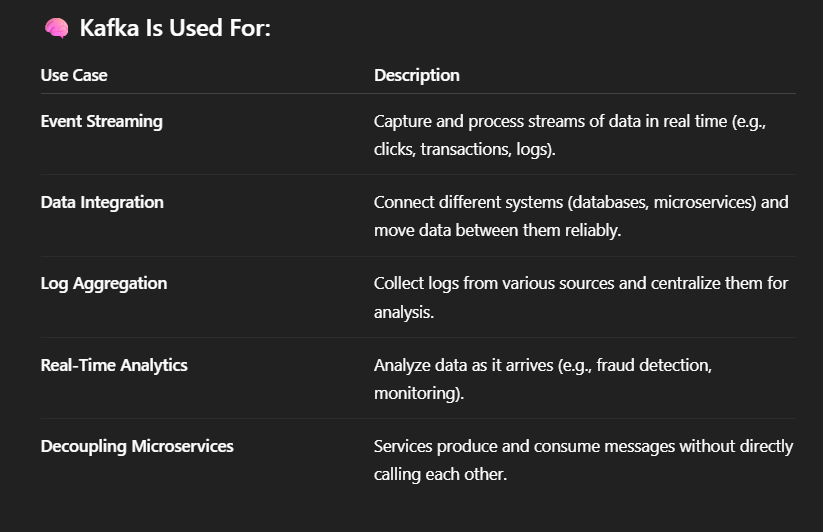 🧠 Kafka Is Used For:
Use Case Description
Event Streaming Capture and process streams of data in real time (e.g.,
clicks, transactions, logs).
Data Integration Connect different systems (databases, microservices) and
move data between them reliably.
Log Aggregation Collect logs from various sources and centralize them for
analysis.
Real-Time Analytics Analyze data as it arrives (e.g., fraud detection,
monitoring).
Decoupling Microservices Services produce and consume messages without directly
calling each other.